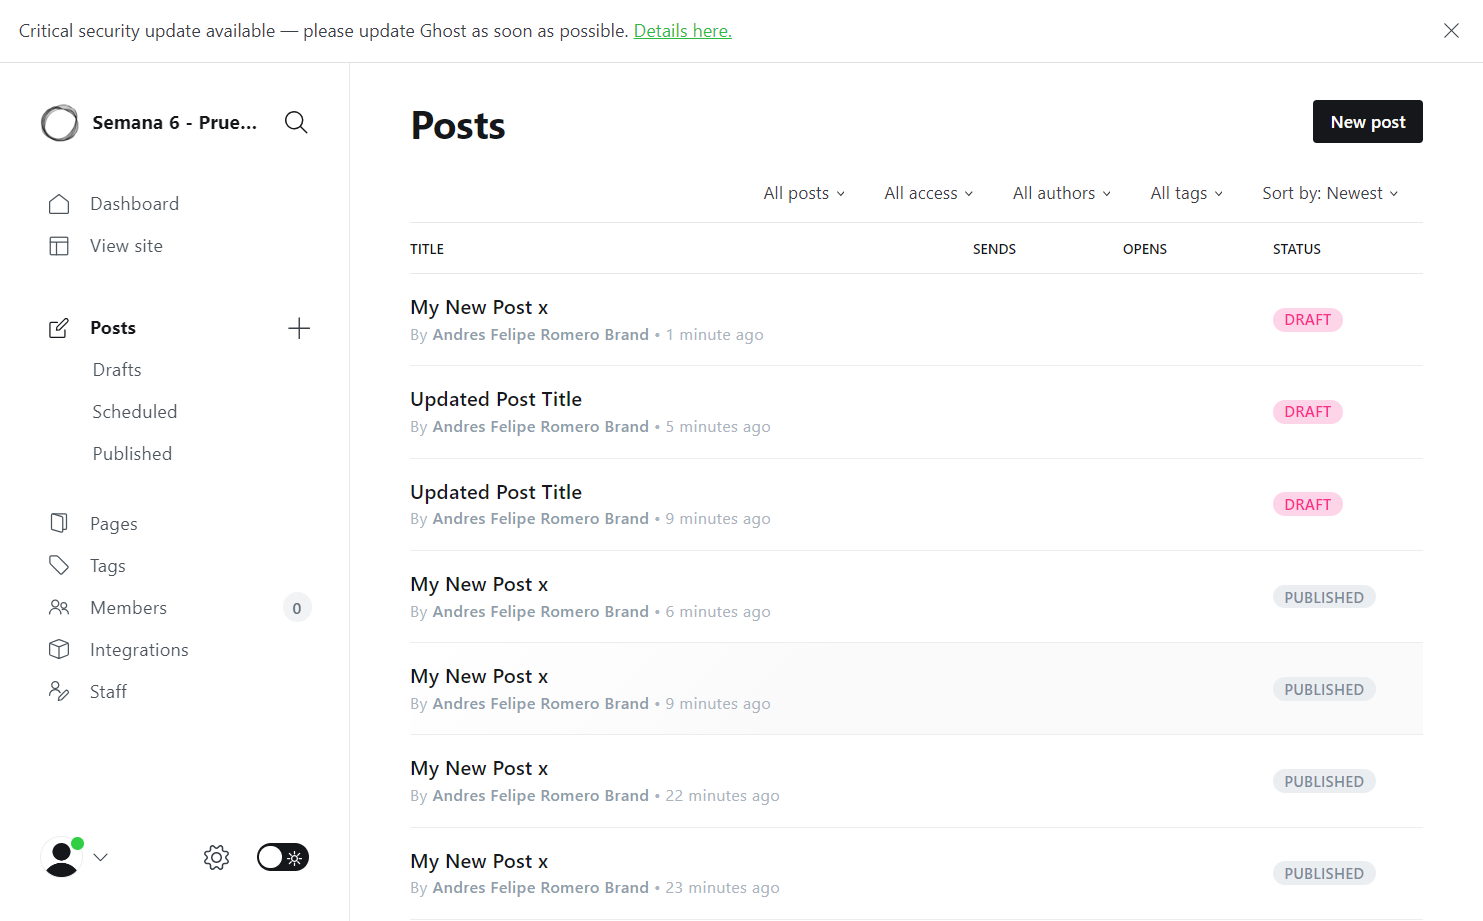 Critical security update available — please update Ghost as soon as possible. Details here.
Semana 6 - Prue...
Dashboard
View site
Posts
Drafts
Scheduled
Published
Pages
Tags
Members 0
Integrations
Staff
Posts
New post
All posts All access All authors All tags Sort by: Newest
TITLE SENDS OPENS STATUS
My New Post x
By Andres Felipe Romero Brand • 1 minute ago
DRAFT
Updated Post Title
By Andres Felipe Romero Brand • 5 minutes ago
DRAFT
Updated Post Title
By Andres Felipe Romero Brand • 9 minutes ago
DRAFT
My New Post x
By Andres Felipe Romero Brand • 6 minutes ago
PUBLISHED
My New Post x
By Andres Felipe Romero Brand • 9 minutes ago
PUBLISHED
My New Post x
By Andres Felipe Romero Brand • 22 minutes ago
PUBLISHED
My New Post x
By Andres Felipe Romero Brand • 23 minutes ago
PUBLISHED